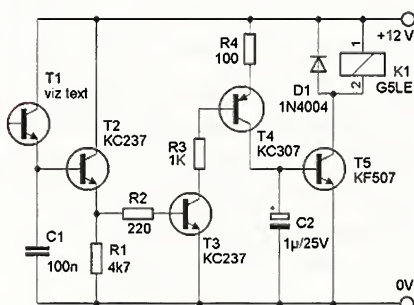 +12 V
R4
100
1
K1
G5LE
2
D1
1N4004
T1
viz text
T2
KC237
R3
1K
T4
KC307
T5
KF507
R2
220
C1
100n
R1
4k7
T3
KC237
+
C2
1µ/25V
0V